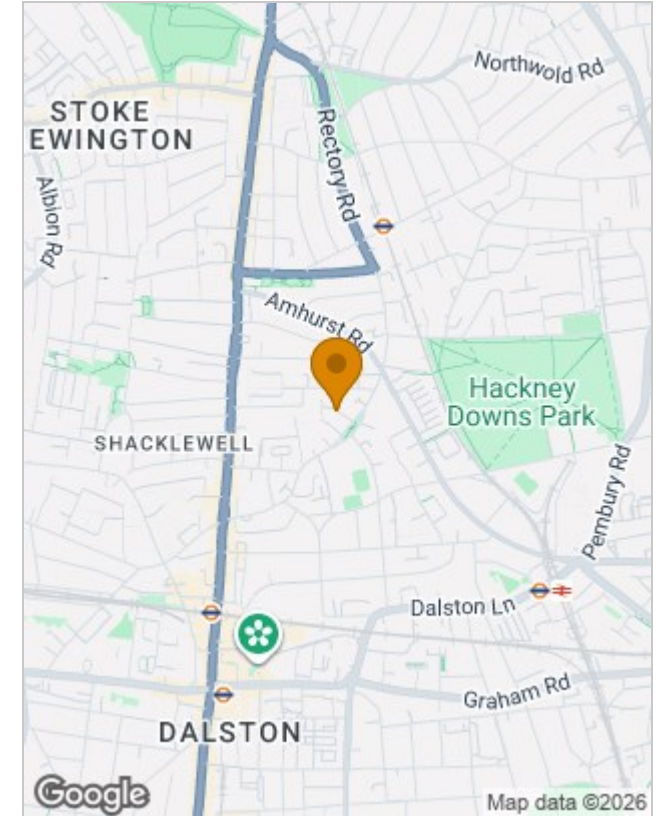 Northwold Rd
STOKE
EWINGTON
Rectory Rd
Albion Rd
Amhurst Rd
Hackney
Downs Park
SHACKLEWELL
Pembury Rd
Dalston Ln
Graham Rd
DALSTON
Google
Map data ©2026